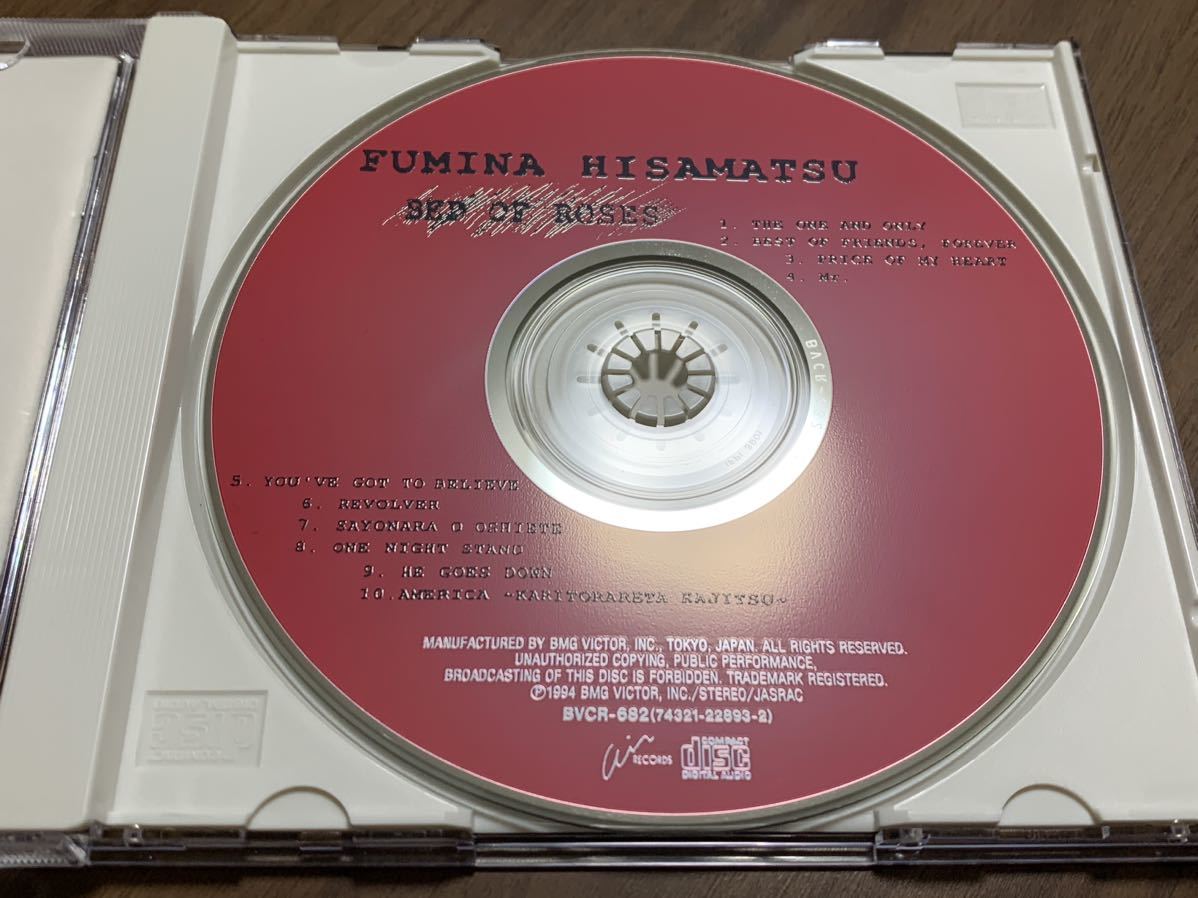 FUMINA HISAMATSU
BED OF ROSES
1. THE ONE AND ONLY
2. BEST OF FRIENDS, FOREVER
3. PRICE OF MY HEART
4. Mr.
5. YOU'VE GOT TO BELIEVE
6. REVOLVER
7. SAYONARA O OSHIETE
8. ONE NIGHT STAND
9. HE GOES DOWN
10. AMERICA ~KARITORARETA KAJITSU~
MANUFACTURED BY BMG VICTOR, INC., TOKYO, JAPAN. ALL RIGHTS RESERVED.
UNAUTHORIZED COPYING, PUBLIC PERFORMANCE,
BROADCASTING OF THIS DISC IS FORBIDDEN. TRADEMARK REGISTERED.
Ⓟ1994 BMG VICTOR, INC./STEREO/JASRAC
BVCR-682(74321-22893-2)
Air RECORDS
COMPACT
disc
DIGITAL AUDIO